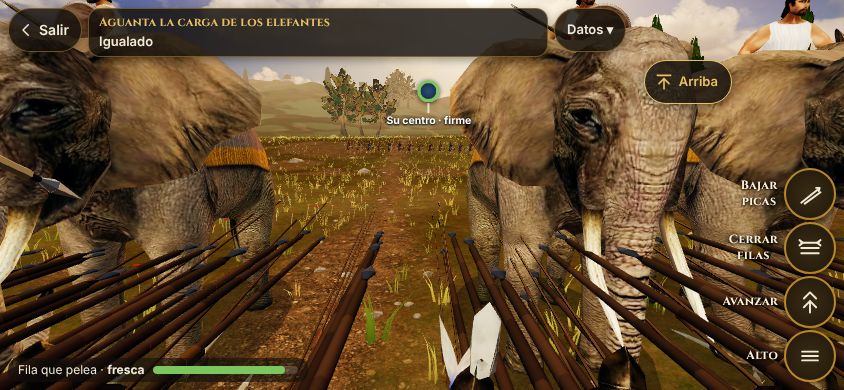 Salir
AGUANTA LA CARGA DE LOS ELEFANTES
Igualado
Datos ▾
Arriba
Su centro · firme
BAJAR
PICAS
CERRAR
FILAS
AVANZAR
ALTO
Fila que pelea · fresca